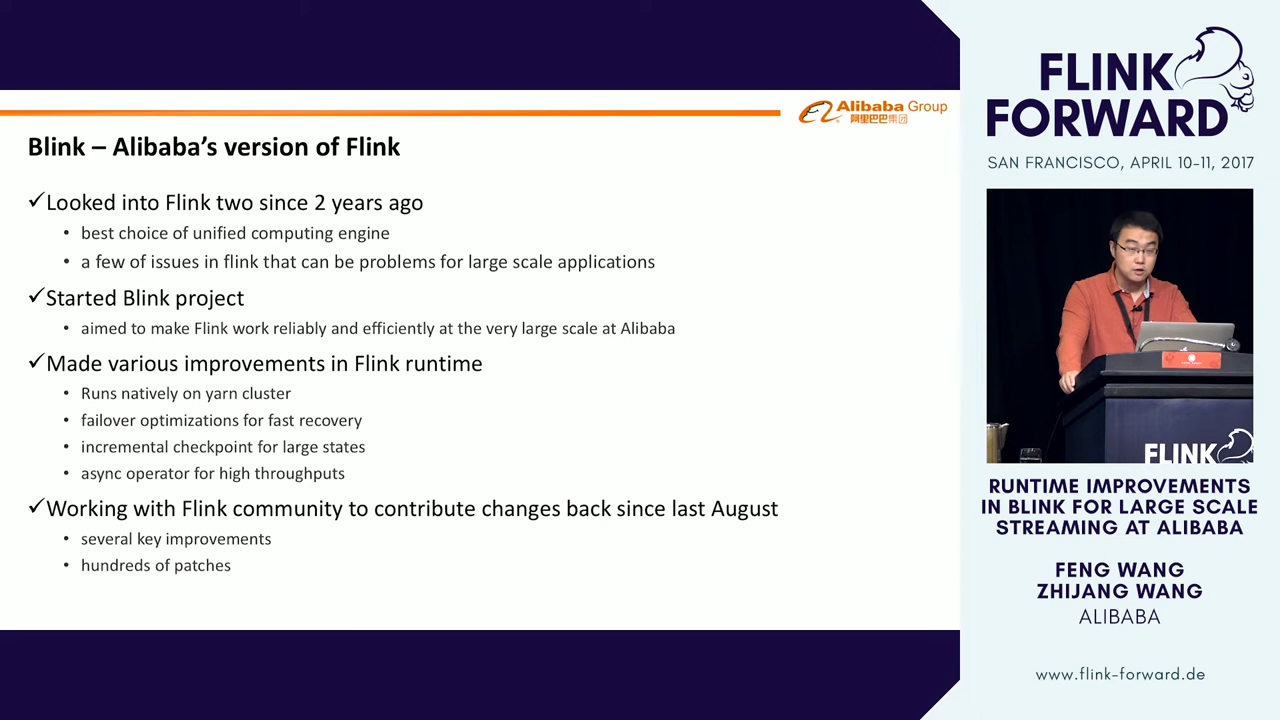 Alibaba Group
阿里巴巴集团
Blink – Alibaba's version of Flink
✓Looked into Flink two since 2 years ago
• best choice of unified computing engine
• a few of issues in flink that can be problems for large scale applications
✓Started Blink project
• aimed to make Flink work reliably and efficiently at the very large scale at Alibaba
✓Made various improvements in Flink runtime
• Runs natively on yarn cluster
• failover optimizations for fast recovery
• incremental checkpoint for large states
• async operator for high throughputs
✓Working with Flink community to contribute changes back since last August
• several key improvements
• hundreds of patches
FLINK
FORWARD
SAN FRANCISCO, APRIL 10-11, 2017
FLINK
RUNTIME IMPROVEMENTS
IN BLINK FOR LARGE SCALE
STREAMING AT ALIBABA
FENG WANG
ZHIJANG WANG
ALIBABA
www.flink-forward.de